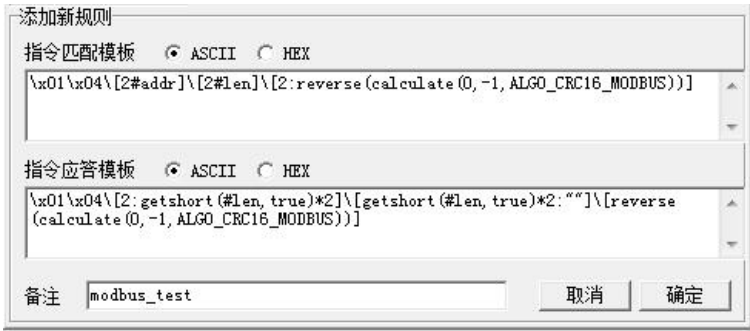 添加新规则
指令匹配模板 ASCII HEX
\x01\x04\[2#addr]\[2#len]\[2:reverse(calculate(0,-1,ALGO_CRC16_MODBUS))]
指令应答模板 ASCII HEX
\x01\x04\[2:getshort(#len,true)*2]\[getshort(#len,true)*2:""]\[reverse
(calculate(0,-1,ALGO_CRC16_MODBUS))]
备注 modbus_test 取消 确定